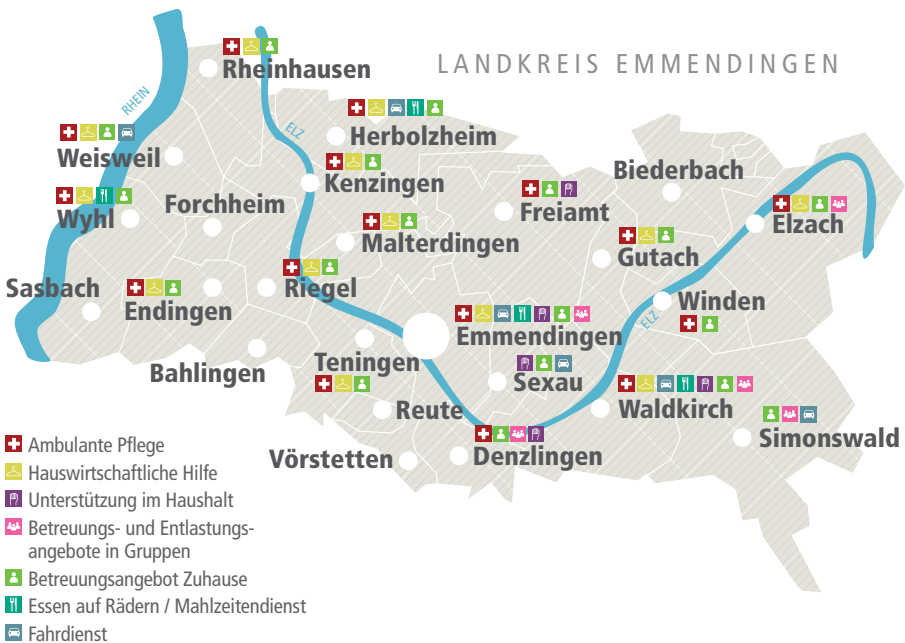 LANDKREIS EMMENDINGEN
Rheinhausen
RHEIN
ELZ
Herbolzheim
Weisweil
Kenzingen
Biederbach
Forchheim
Freiamt
Wyhl
Elzach
Malterdingen
Gutach
Sasbach
Riegel
Endingen
Winden
ELZ
Emmendingen
Teningen
Bahlingen
Sexau
Reute
Waldkirch
Simonswald
Vörstetten
Denzlingen
Ambulante Pflege
Hauswirtschaftliche Hilfe
Unterstützung im Haushalt
Betreuungs- und Entlastungs-
angebote in Gruppen
Betreuungsangebot Zuhause
Essen auf Rädern / Mahlzeitendienst
Fahrdienst